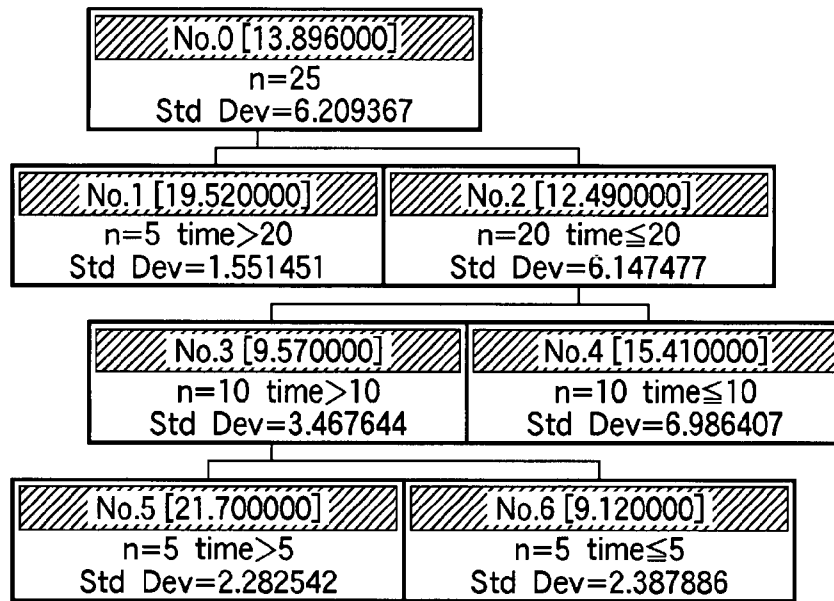 No.0 [13.896000]
n=25
Std Dev=6.209367
No.1 [19.520000]
n=5 time>20
Std Dev=1.551451
No.2 [12.490000]
n=20 time≦20
Std Dev=6.147477
No.3 [9.570000]
n=10 time>10
Std Dev=3.467644
No.4 [15.410000]
n=10 time≦10
Std Dev=6.986407
No.5 [21.700000]
n=5 time>5
Std Dev=2.282542
No.6 [9.120000]
n=5 time≦5
Std Dev=2.387886